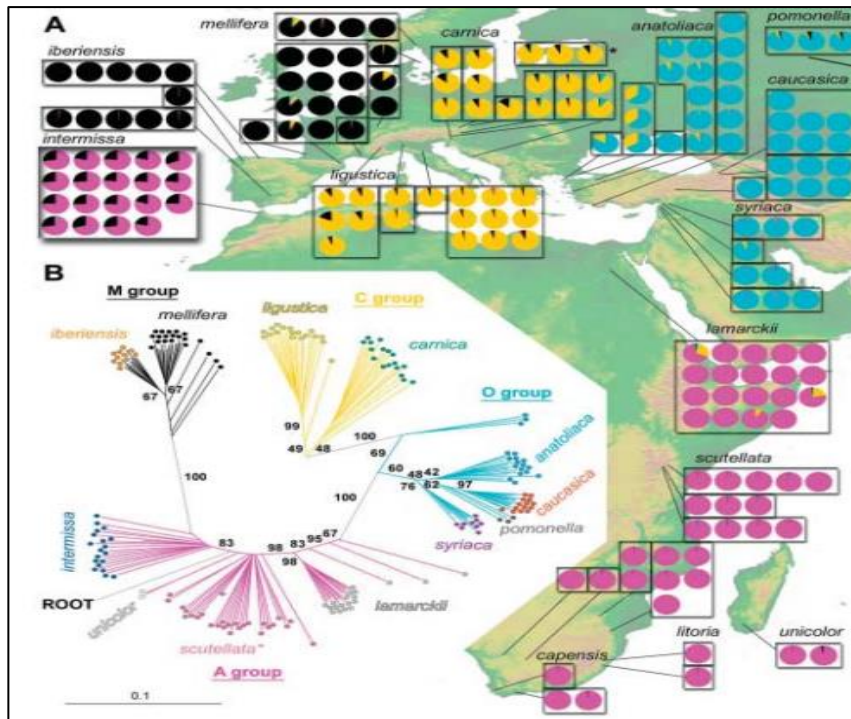 A
mellifera
carnica
anatoliaca
pomonella
iberiensis
caucasica
*
intermissa
ligustica
syriaca
B
M group
mellifera
ligustica
C group
iberiensis
carnica
lamarckii
67
67
O group
99
100
49
48
69
anatoliaca
60
48
42
100
97
76
62
100
caucasica
scutellata
pomonella
67
syriaca
95
83
83
98
intermissa
98
ROOT
unicolor
lamarckii
scutellata*
litoria
unicolor
A group
capensis
0.1